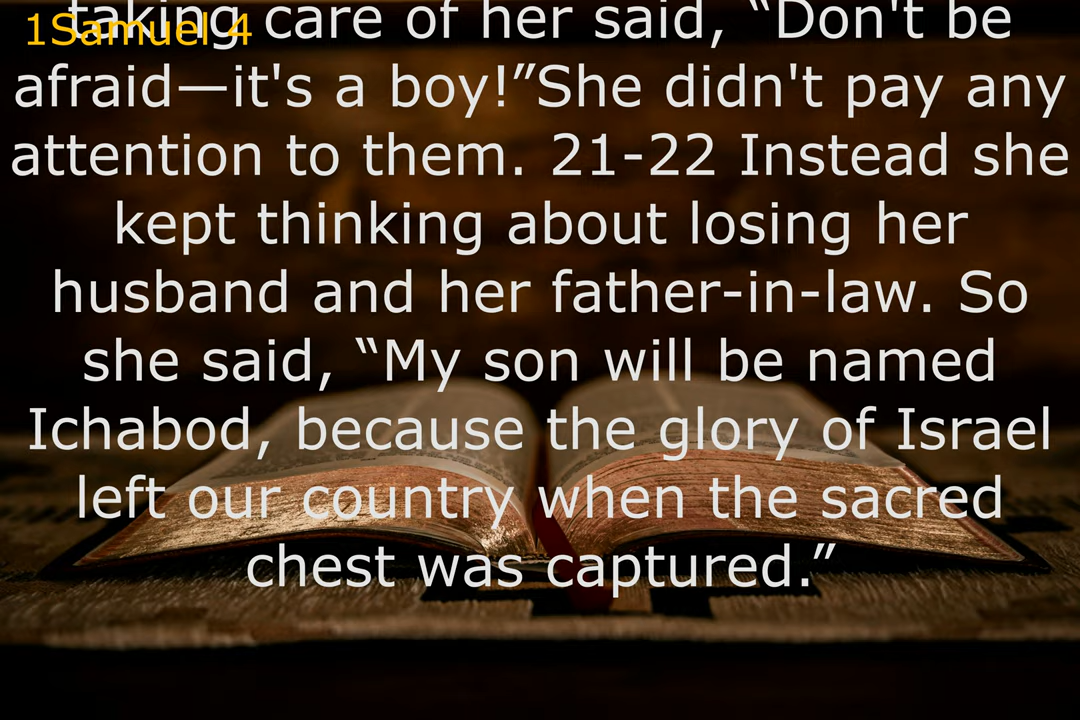 1Samuel 4
taking care of her said, “Don't be
afraid—it's a boy!”She didn't pay any
attention to them. 21-22 Instead she
kept thinking about losing her
husband and her father-in-law. So
she said, “My son will be named
Ichabod, because the glory of Israel
left our country when the sacred
chest was captured.”